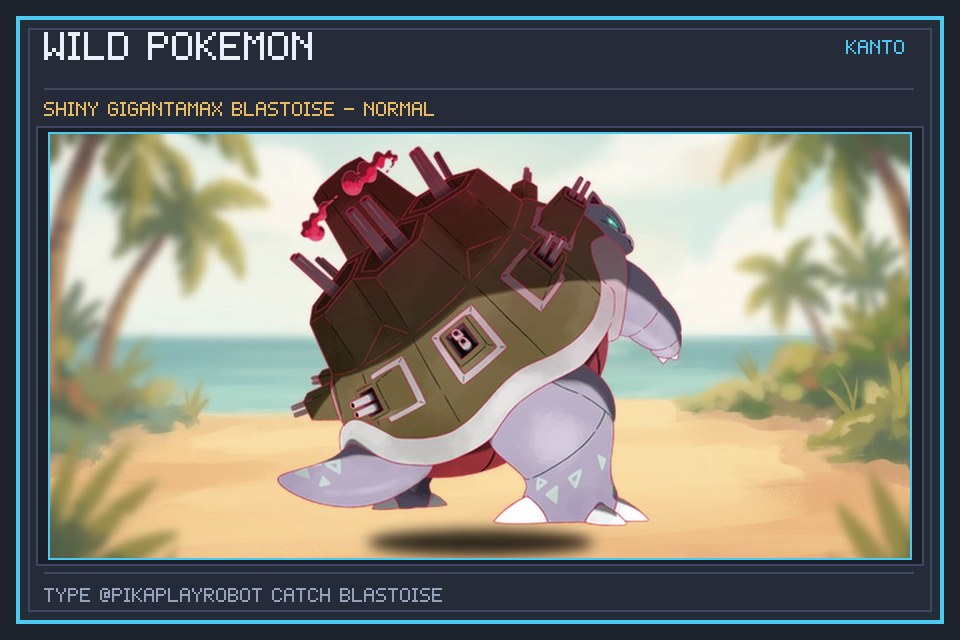 WILD POKEMON
KANTO
SHINY GIGANTAMAX BLASTOISE - NORMAL
TYPE @PIKAPLAYROBOT CATCH BLASTOISE